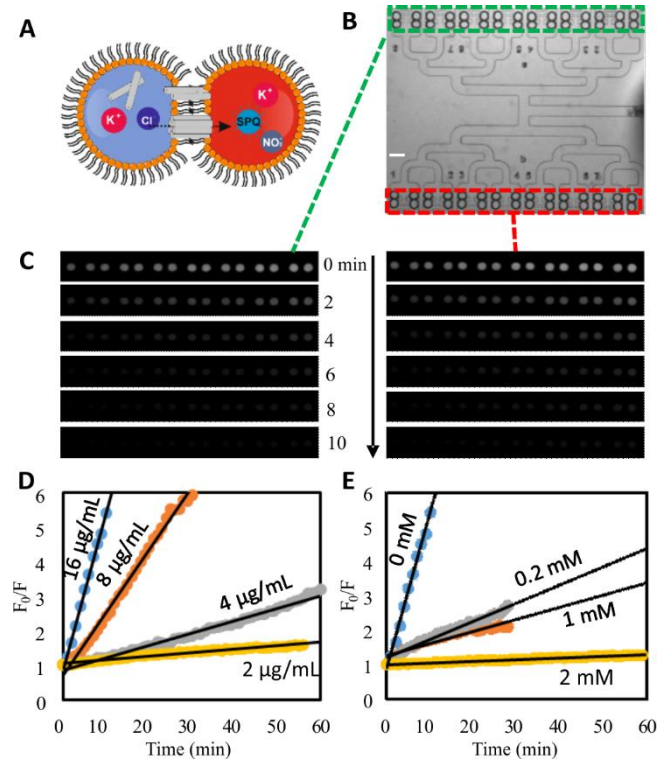 A
K⁺
Cl
K⁺
SPQ
NO₃⁻
B
C
0 min
2
4
6
8
10
D
F₀/F
6
5
4
3
2
1
0
16 µg/mL
8 µg/mL
4 µg/mL
2 µg/mL
0 10 20 30 40 50 60
Time (min)
E
F₀/F
6
5
4
3
2
1
0
0 mM
0.2 mM
1 mM
2 mM
0 10 20 30 40 50 60
Time (min)